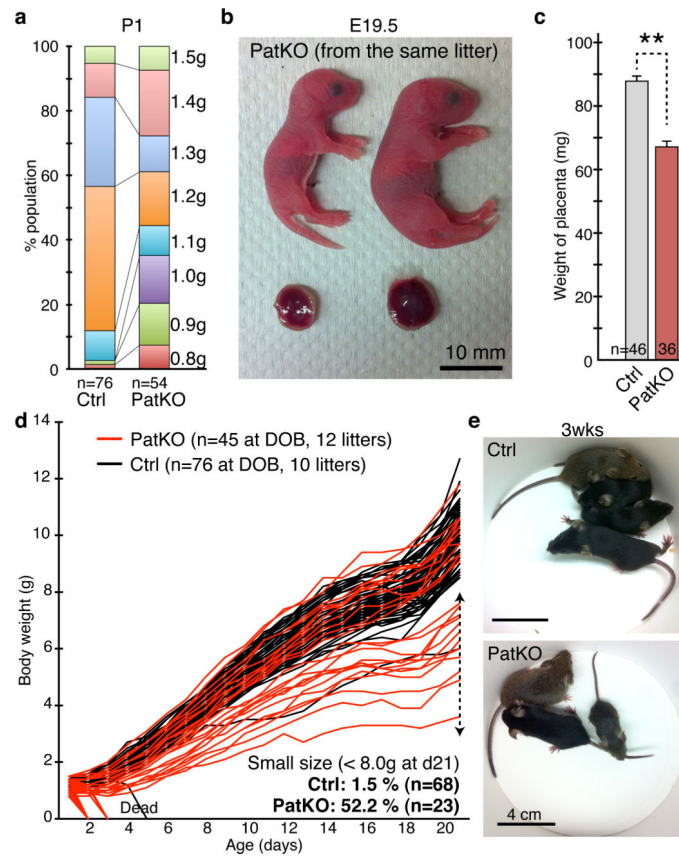 a
P1
% population
100
80
60
40
20
0
1.5g
1.4g
1.3g
1.2g
1.1g
1.0g
0.9g
0.8g
n=76
n=54
Ctrl
PatKO
b
E19.5
PatKO (from the same litter)
10 mm
c
**
Weight of placenta (mg)
100
80
60
40
20
0
n=46
36
Ctrl
PatKO
d
PatKO (n=45 at DOB, 12 litters)
Ctrl (n=76 at DOB, 10 litters)
Body weight (g)
14
12
10
8
6
4
2
0
Dead
Small size (< 8.0g at d21)
Ctrl: 1.5 % (n=68)
PatKO: 52.2 % (n=23)
2 4 6 8 10 12 14 16 18 20
Age (days)
e
3wks
Ctrl
PatKO
4 cm